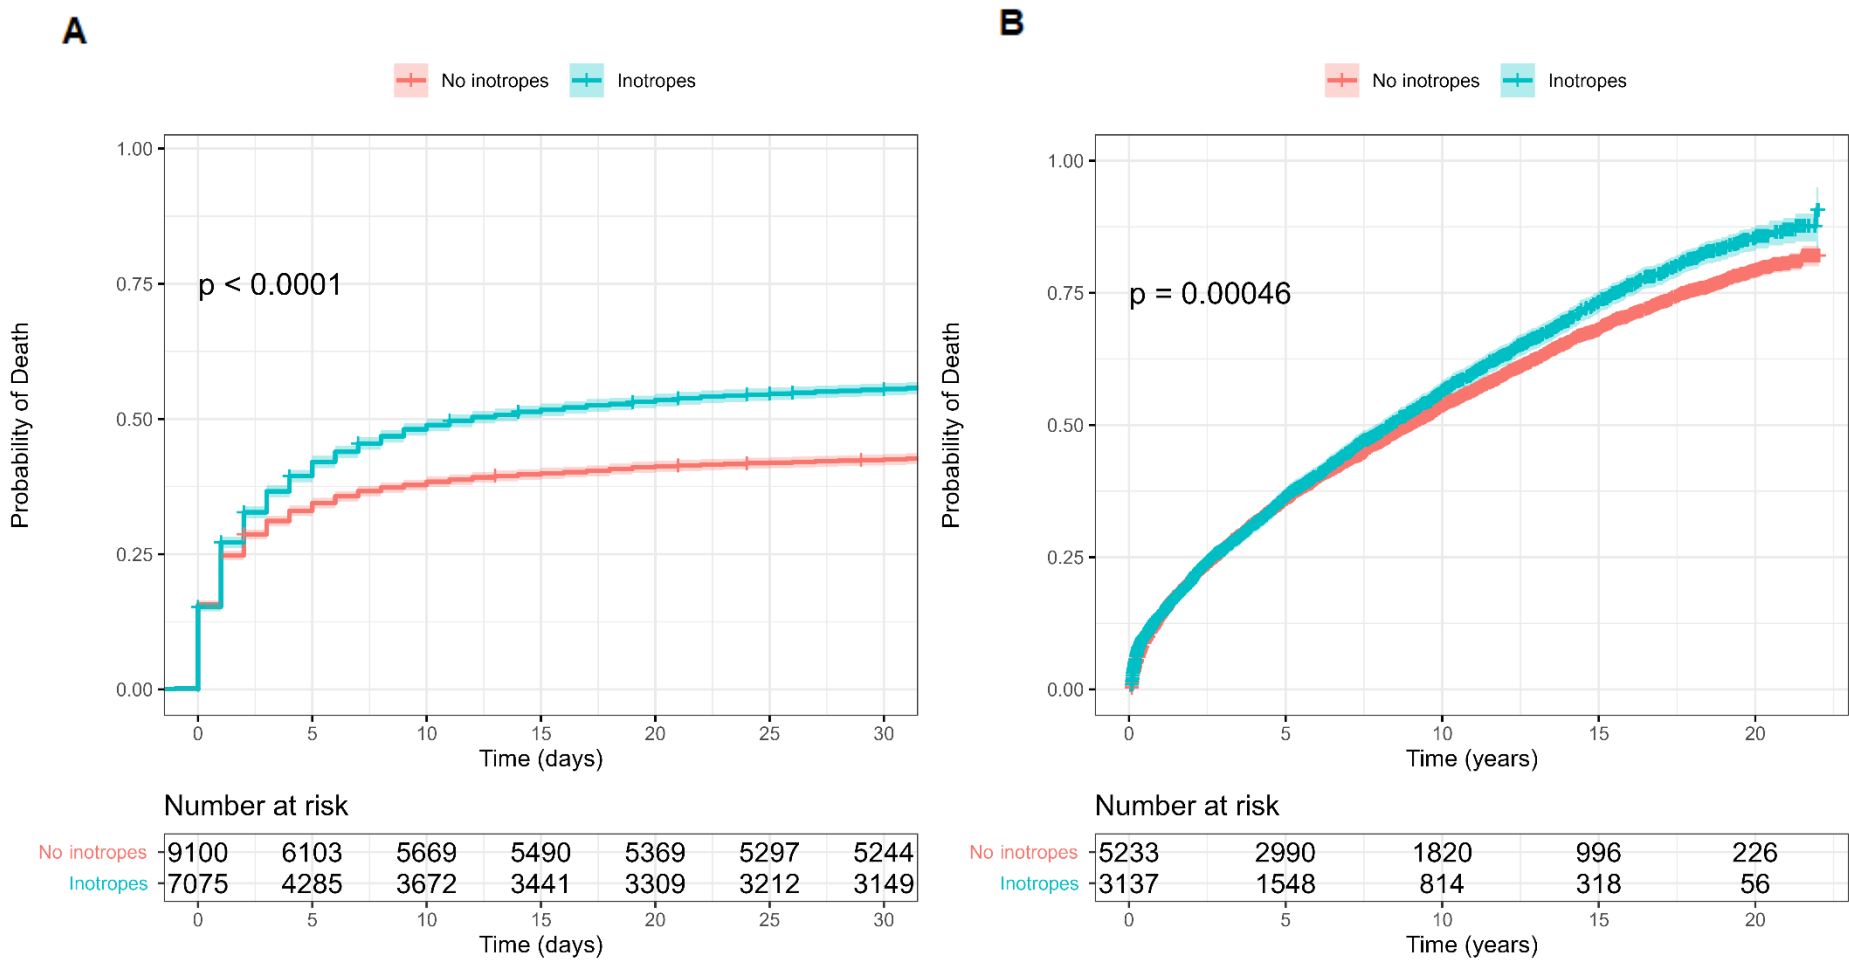 A
No inotropes Inotropes
1.00
0.75
0.50
0.25
0.00
p < 0.0001
Probability of Death
0 5 10 15 20 25 30
Time (days)
Number at risk
No inotropes 9100 6103 5669 5490 5369 5297 5244
Inotropes 7075 4285 3672 3441 3309 3212 3149
0 5 10 15 20 25 30
Time (days)
B
No inotropes Inotropes
1.00
0.75
0.50
0.25
0.00
p = 0.00046
Probability of Death
0 5 10 15 20
Time (years)
Number at risk
No inotropes 5233 2990 1820 996 226
Inotropes 3137 1548 814 318 56
0 5 10 15 20
Time (years)